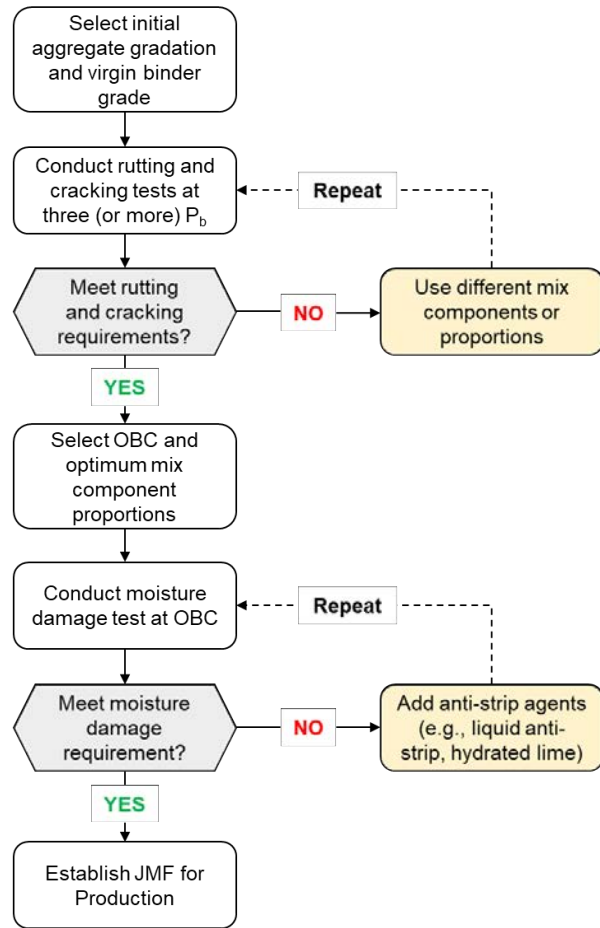 Select initial
aggregate gradation
and virgin binder
grade
Conduct rutting and
cracking tests at
three (or more) P_b
Repeat
Meet rutting
and cracking
requirements?
NO
Use different mix
components or
proportions
YES
Select OBC and
optimum mix
component
proportions
Conduct moisture
damage test at OBC
Repeat
Meet moisture
damage
requirement?
NO
Add anti-strip agents
(e.g., liquid anti-
strip, hydrated lime)
YES
Establish JMF for
Production